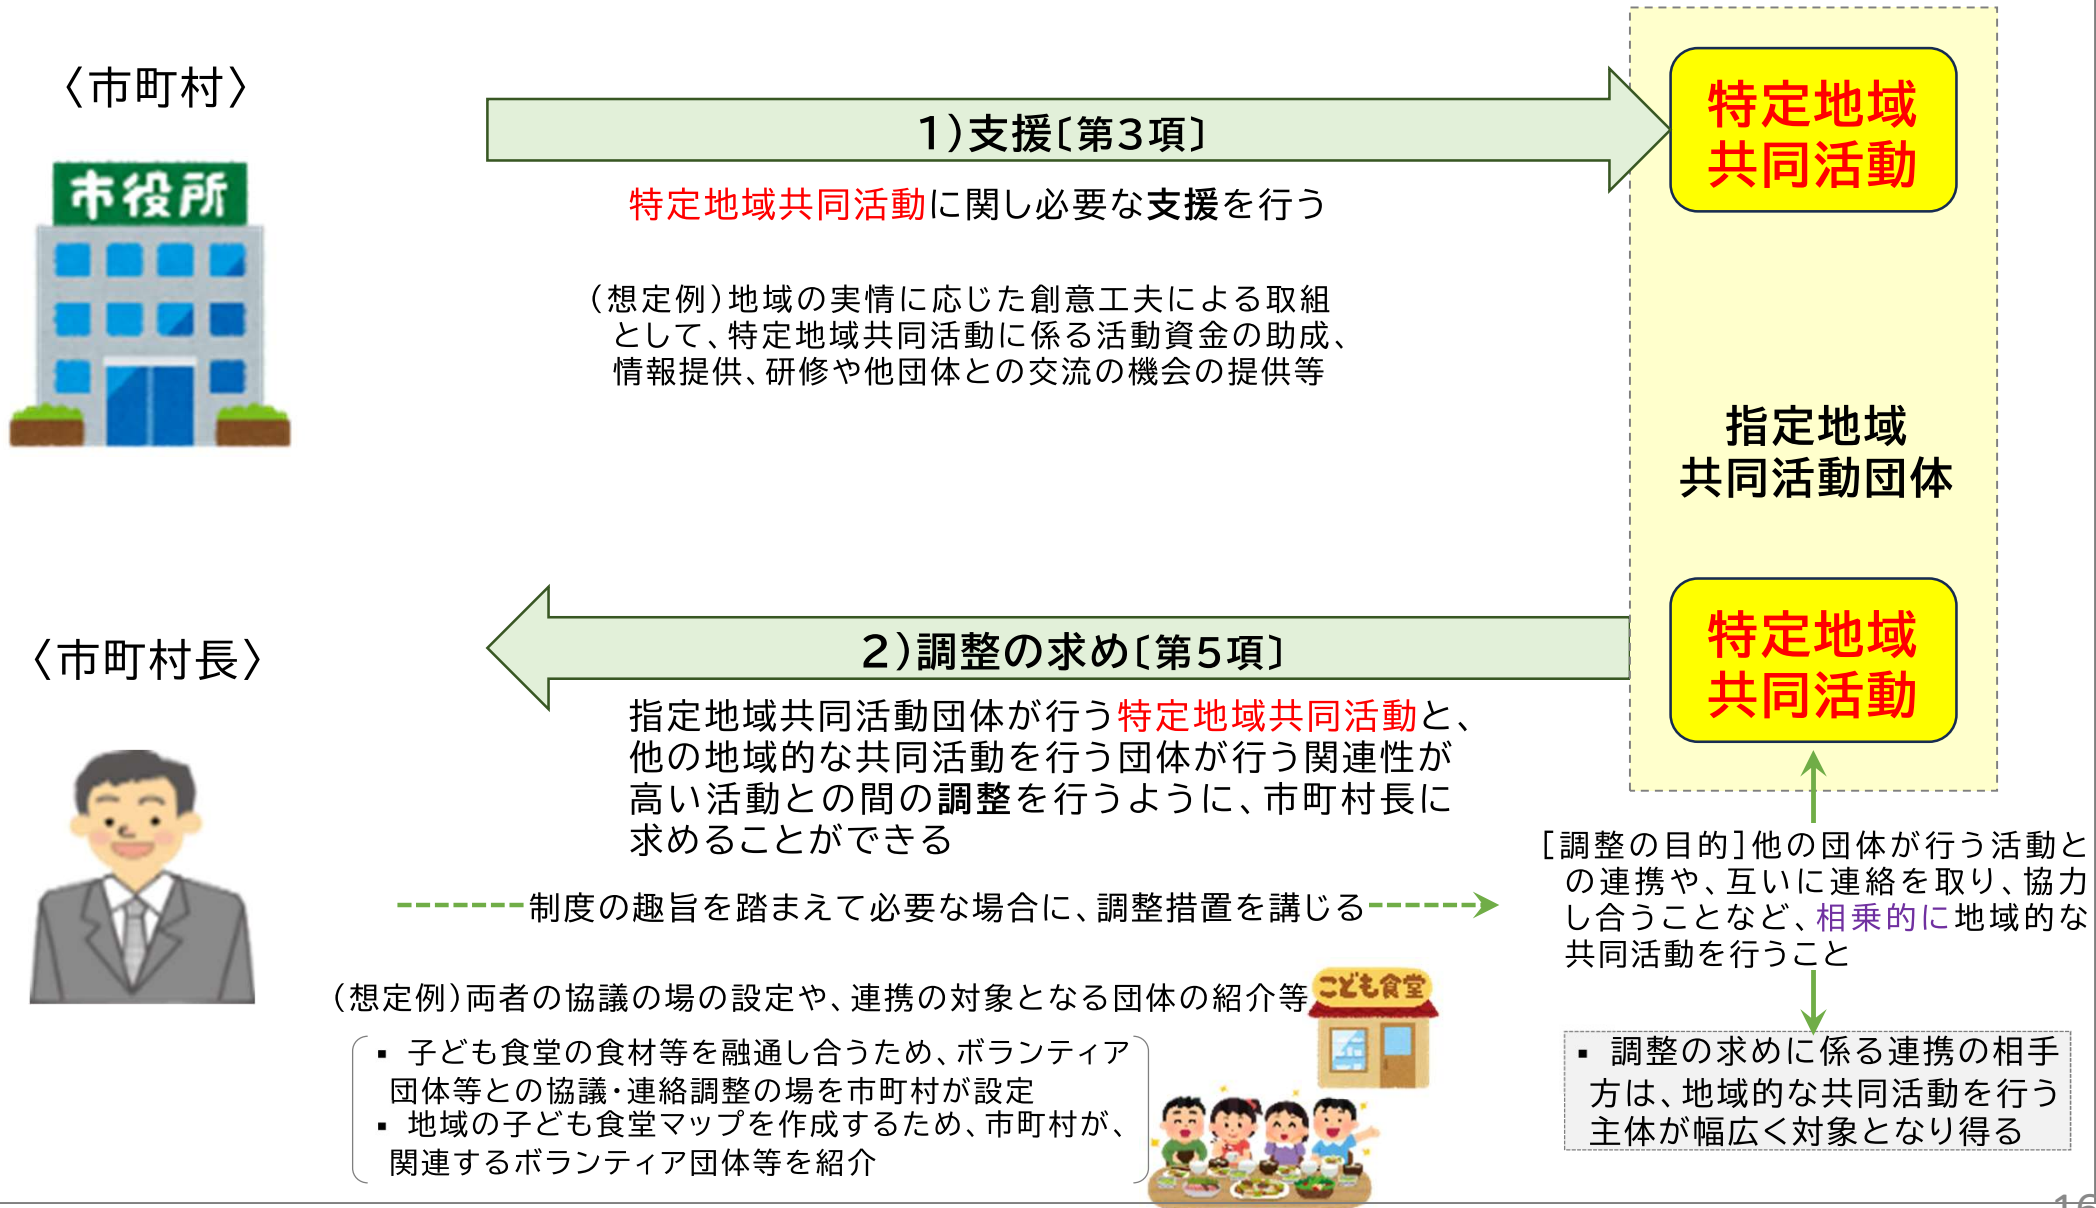 〈市町村〉
市役所
1)支援〔第3項〕
特定地域
共同活動
特定地域共同活動に関し必要な支援を行う
(想定例)地域の実情に応じた創意工夫による取組
として、特定地域共同活動に係る活動資金の助成、
情報提供、研修や他団体との交流の機会の提供等
指定地域
共同活動団体
〈市町村長〉
2)調整の求め〔第5項〕
特定地域
共同活動
指定地域共同活動団体が行う特定地域共同活動と、
他の地域的な共同活動を行う団体が行う関連性が
高い活動との間の調整を行うように、市町村長に
求めることができる
制度の趣旨を踏まえて必要な場合に、調整措置を講じる
[調整の目的]他の団体が行う活動と
の連携や、互いに連絡を取り、協力
し合うことなど、相乗的に地域的な
共同活動を行うこと
(想定例)両者の協議の場の設定や、連携の対象となる団体の紹介等
こども食堂
▪ 子ども食堂の食材等を融通し合うため、ボランティア
団体等との協議・連絡調整の場を市町村が設定
▪ 地域の子ども食堂マップを作成するため、市町村が、
関連するボランティア団体等を紹介
▪ 調整の求めに係る連携の相手
方は、地域的な共同活動を行う
主体が幅広く対象となり得る